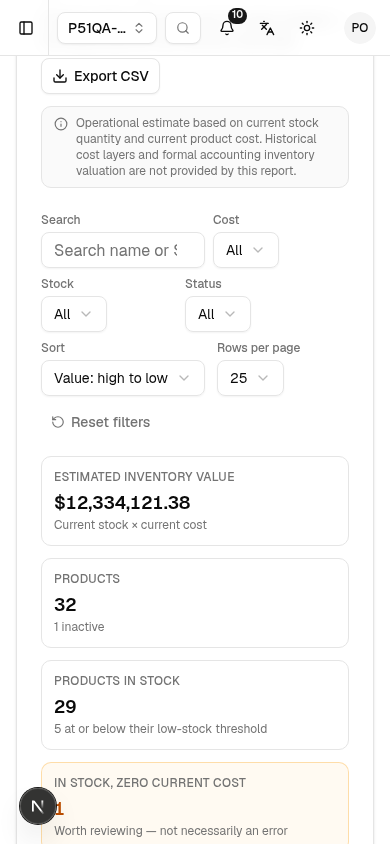 P51QA-...
10
PO
Export CSV
Operational estimate based on current stock
quantity and current product cost. Historical
cost layers and formal accounting inventory
valuation are not provided by this report.
Search
Cost
Search name or
All
Stock
Status
All
All
Sort
Rows per page
Value: high to low
25
Reset filters
ESTIMATED INVENTORY VALUE
$12,334,121.38
Current stock × current cost
PRODUCTS
32
1 inactive
PRODUCTS IN STOCK
29
5 at or below their low-stock threshold
IN STOCK, ZERO CURRENT COST
N
1
Worth reviewing — not necessarily an error